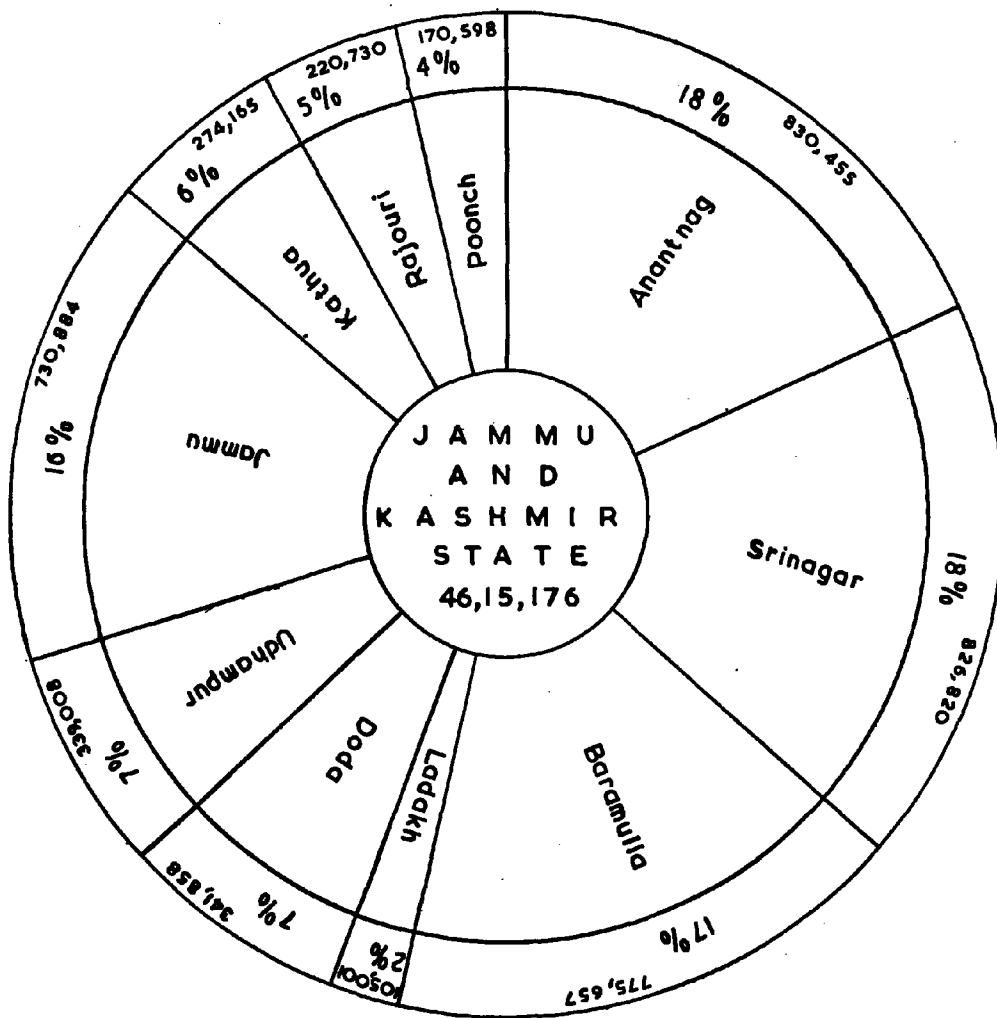 JAMMU
AND
KASHMIR
STATE
46,15,176
Anantnag
18%
830,455
Srinagar
18%
826,820
Baramulla
17%
775,657
Ladakh
2%
105,001
Doda
7%
341,858
Udhampur
7%
339,008
Jammu
16%
730,884
Kathua
6%
274,165
Rajouri
5%
220,730
Poonch
4%
170,598